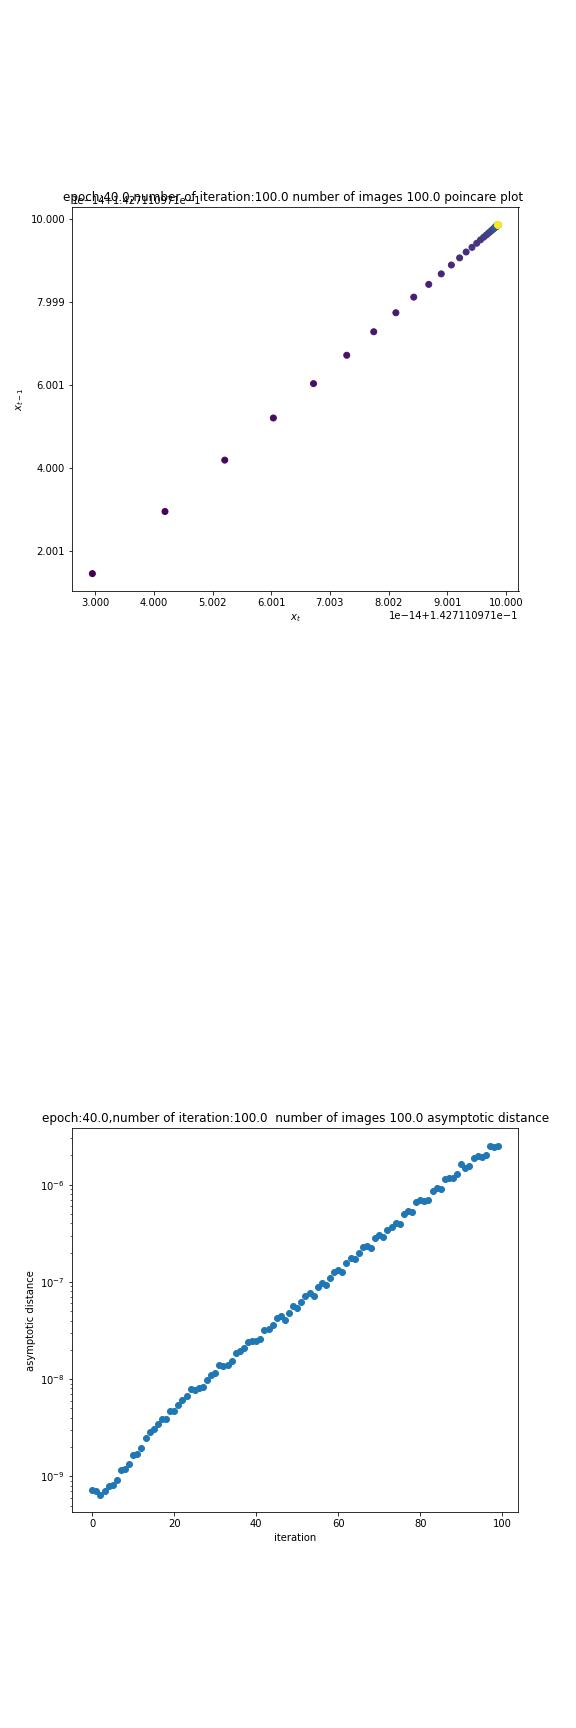 epoch:40.0,number of iteration:100.0 number of images 100.0 poincare plot
1e−14+1.427110971e−1
10.000
7.999
6.001
4.000
2.001
x_{t−1}
3.000 4.000 5.002 6.001 7.003 8.002 9.001 10.000
x_t
1e−14+1.427110971e−1
epoch:40.0,number of iteration:100.0 number of images 100.0 asymptotic distance
10^{−6}
10^{−7}
10^{−8}
10^{−9}
asymptotic distance
0 20 40 60 80 100
iteration